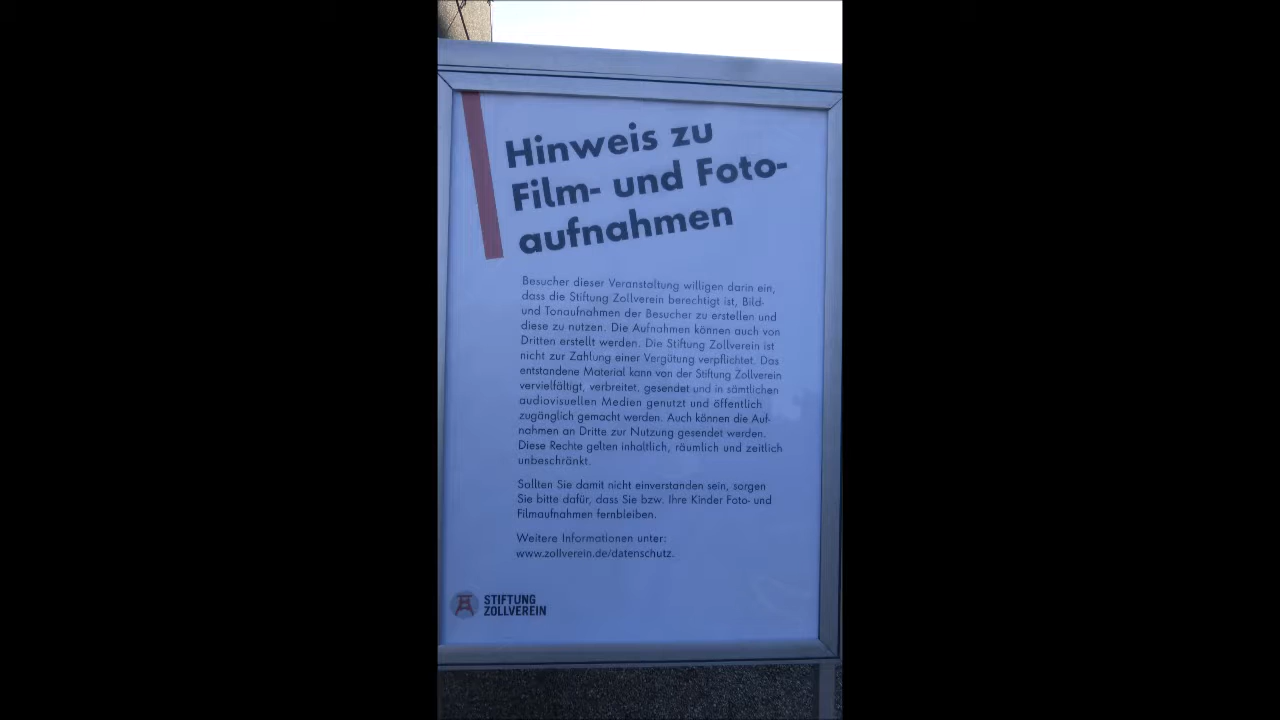 Hinweis zu
Film- und Foto-
aufnahmen
Besucher dieser Veranstaltung willigen darin ein,
dass die Stiftung Zollverein berechtigt ist, Bild-
und Tonaufnahmen der Besucher zu erstellen und
diese zu nutzen. Die Aufnahmen können auch von
Dritten erstellt werden. Die Stiftung Zollverein ist
nicht zur Zahlung einer Vergütung verpflichtet. Das
entstandene Material kann von der Stiftung Zollverein
vervielfältigt, verbreitet, gesendet und in sämtlichen
audiovisuellen Medien genutzt und öffentlich
zugänglich gemacht werden. Auch können die Auf-
nahmen an Dritte zur Nutzung gesendet werden.
Diese Rechte gelten inhaltlich, räumlich und zeitlich
unbeschränkt.
Sollten Sie damit nicht einverstanden sein, sorgen
Sie bitte dafür, dass Sie bzw. Ihre Kinder Foto- und
Filmaufnahmen fernbleiben.
Weitere Informationen unter:
www.zollverein.de/datenschutz.
STIFTUNG
ZOLLVEREIN